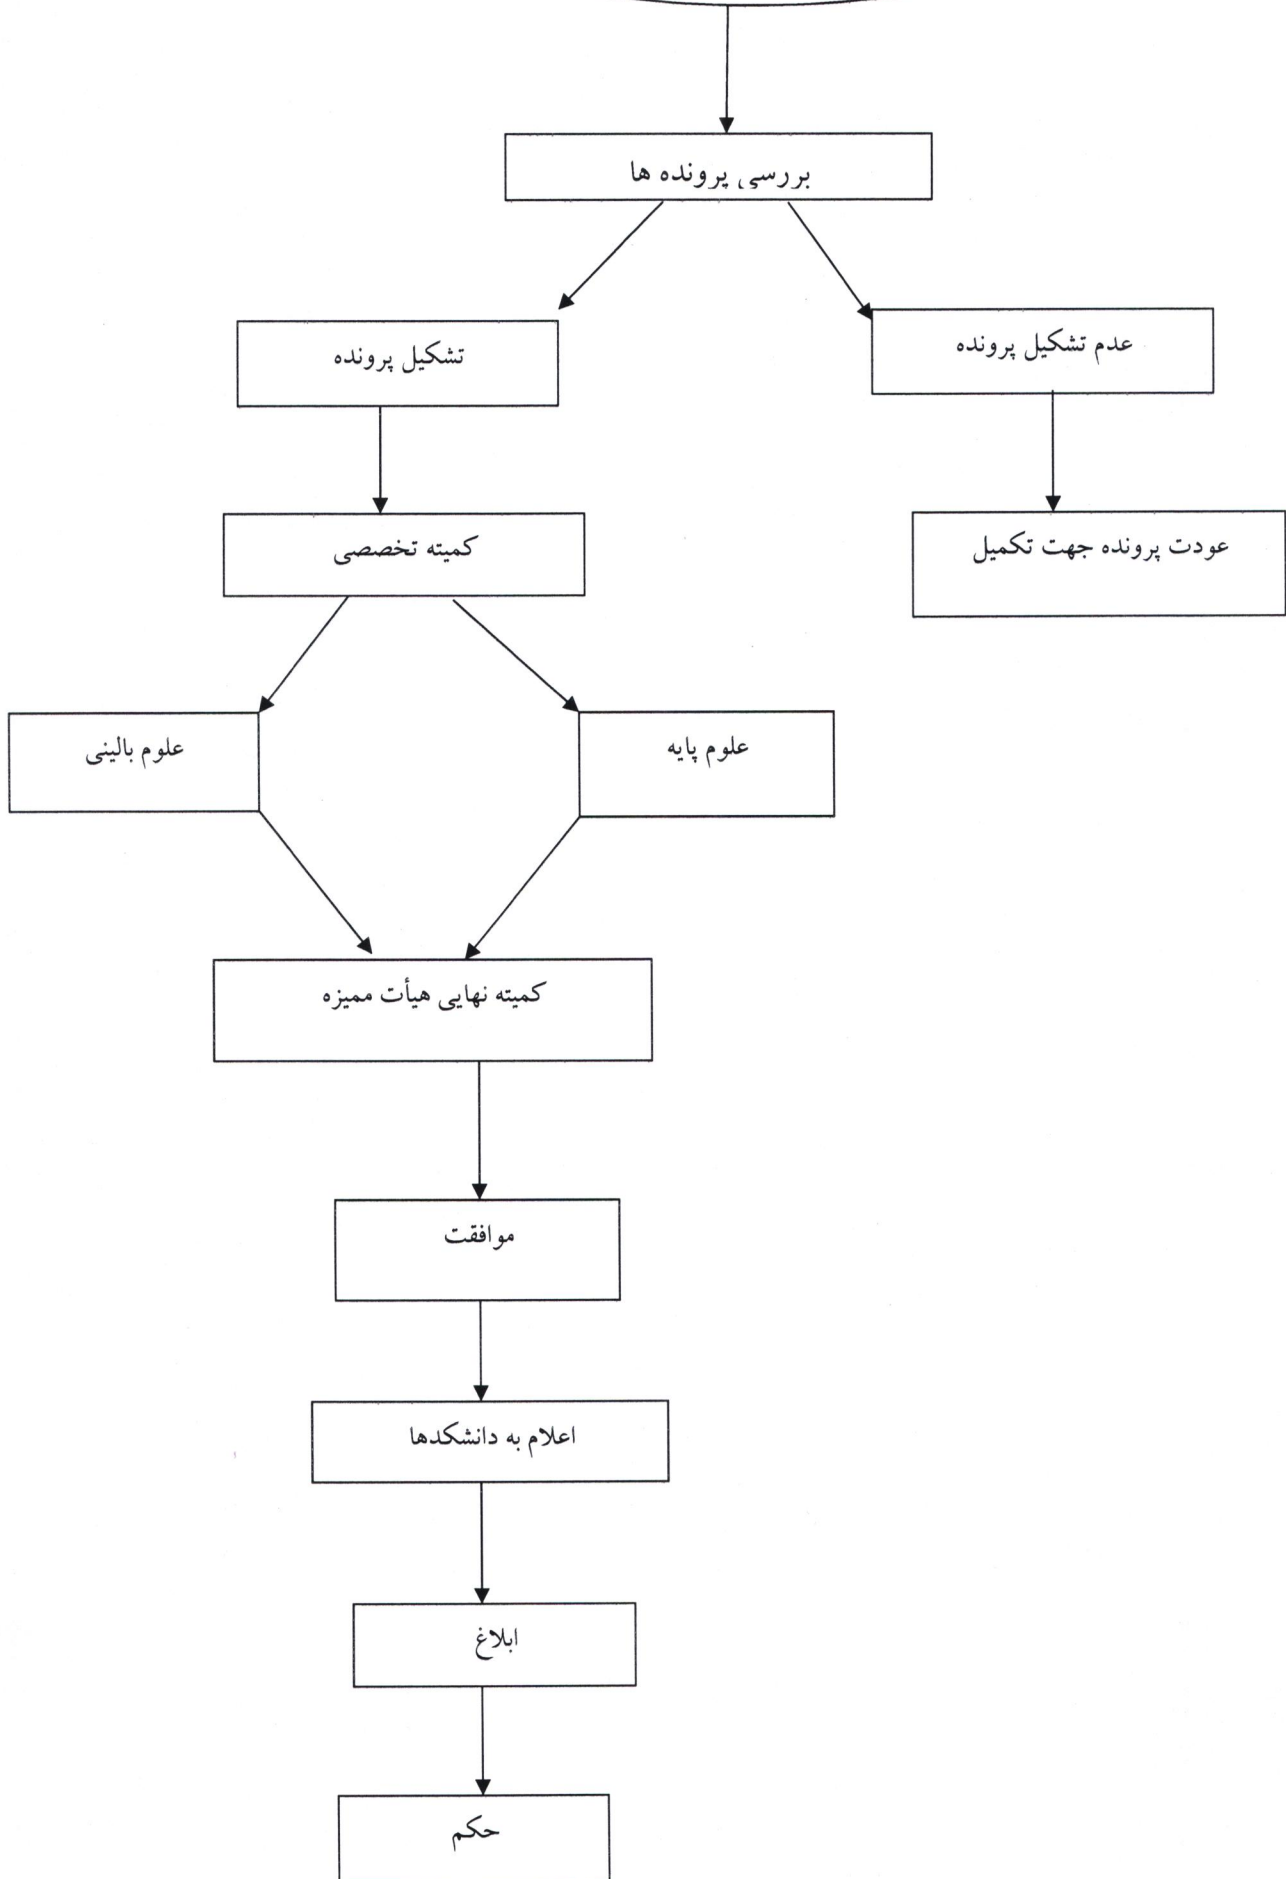 بررسی پرونده ها
عدم تشکیل پرونده
تشکیل پرونده
عودت پرونده جهت تکمیل
کمیته تخصصی
علوم پایه
علوم بالینی
کمیته نهایی هیأت ممیزه
موافقت
اعلام به دانشکدها
ابلاغ
حکم